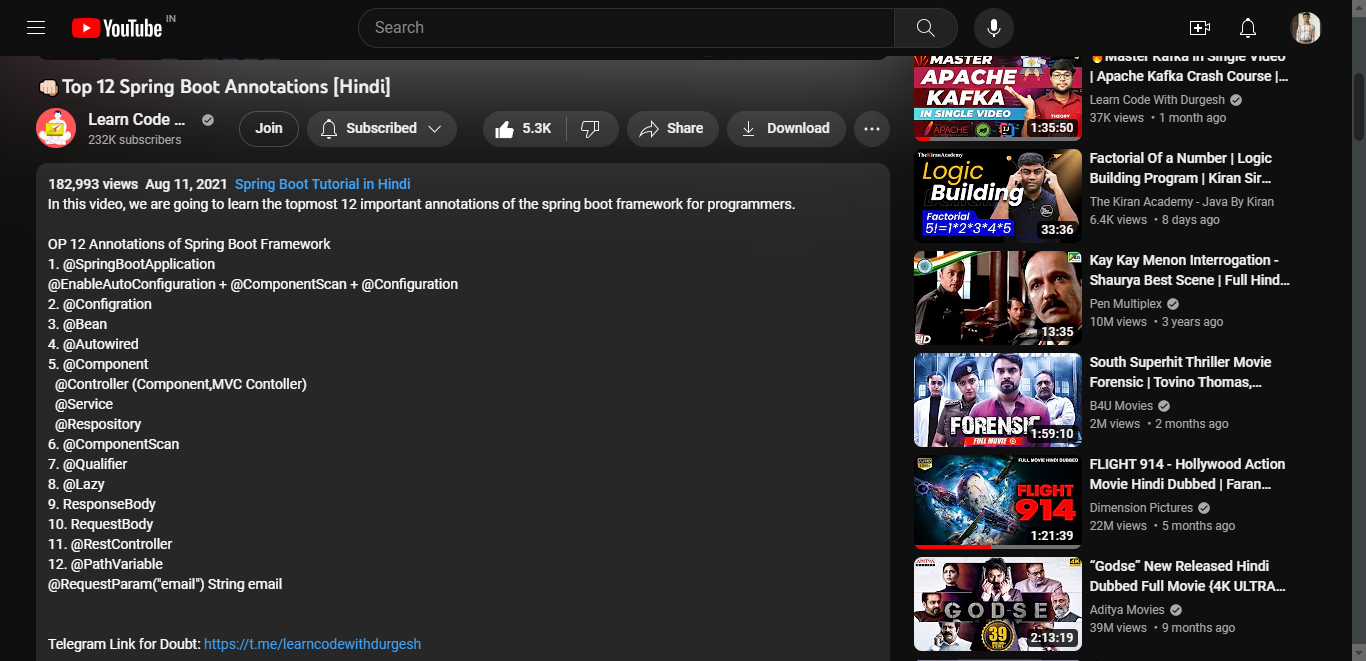 YouTube IN
Search
👊🏻Top 12 Spring Boot Annotations [Hindi]
Learn Code ...
232K subscribers
Join
Subscribed
5.3K
Share
Download
182,993 views Aug 11, 2021 Spring Boot Tutorial in Hindi
In this video, we are going to learn the topmost 12 important annotations of the spring boot framework for programmers.
OP 12 Annotations of Spring Boot Framework
1. @SpringBootApplication
@EnableAutoConfiguration + @ComponentScan + @Configuration
2. @Configration
3. @Bean
4. @Autowired
5. @Component
@Controller (Component,MVC Contoller)
@Service
@Respository
6. @ComponentScan
7. @Qualifier
8. @Lazy
9. ResponseBody
10. RequestBody
11. @RestController
12. @PathVariable
@RequestParam("email") String email
Telegram Link for Doubt: https://t.me/learncodewithdurgesh
MASTER
APACHE
KAFKA
IN SINGLE VIDEO
THEORY
APACHE
1:35:50
🔥Master Kafka in Single Video
| Apache Kafka Crash Course |...
Learn Code With Durgesh
37K views • 1 month ago
TheKiranAcademy
Logic
Building
Factorial
5!=1*2*3*4*5
33:36
Factorial Of a Number | Logic
Building Program | Kiran Sir...
The Kiran Academy - Java By Kiran
6.4K views • 8 days ago
HD
13:35
Kay Kay Menon Interrogation -
Shaurya Best Scene | Full Hind...
Pen Multiplex
10M views • 3 years ago
FORENSIC
FULL MOVIE
1:59:10
South Superhit Thriller Movie
Forensic | Tovino Thomas,...
B4U Movies
2M views • 2 months ago
FULL MOVIE HINDI DUBBED
FLIGHT
914
1:21:39
FLIGHT 914 - Hollywood Action
Movie Hindi Dubbed | Faran...
Dimension Pictures
22M views • 5 months ago
4K
GODSE
39
2:13:19
“Godse” New Released Hindi
Dubbed Full Movie {4K ULTRA...
Aditya Movies
39M views • 9 months ago